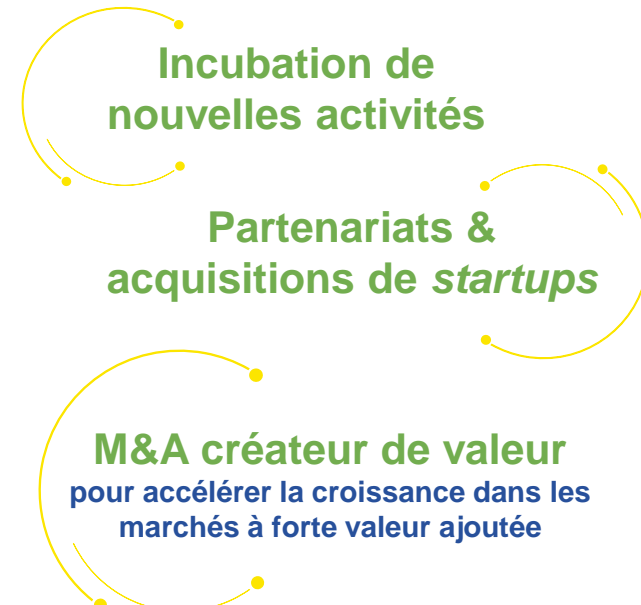 Incubation de
nouvelles activités
Partenariats &
acquisitions de startups
M&A créateur de valeur
pour accélérer la croissance dans les
marchés à forte valeur ajoutée